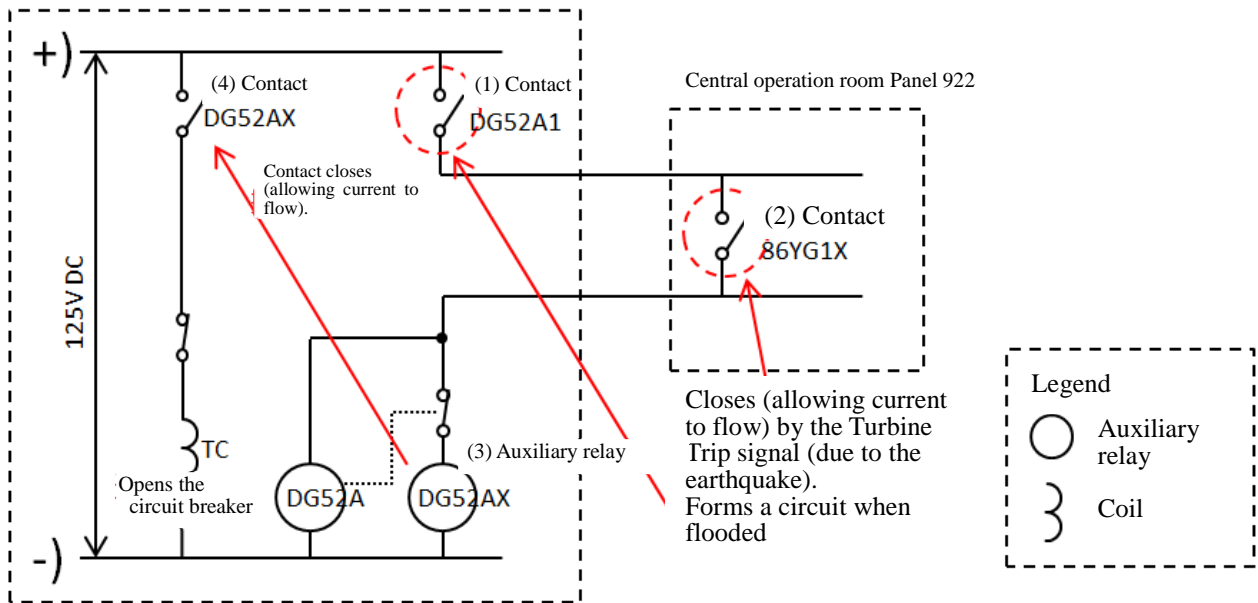 +)
(4) Contact
DG52AX
(1) Contact
DG52A1
Central operation room Panel 922
Contact closes
(allowing current to
flow).
(2) Contact
86YG1X
125V DC
TC
Opens the
circuit breaker
(3) Auxiliary relay
DG52A
DG52AX
-)
Closes (allowing current
to flow) by the Turbine
Trip signal (due to the
earthquake).
Forms a circuit when
flooded
Legend
Auxiliary
relay
Coil